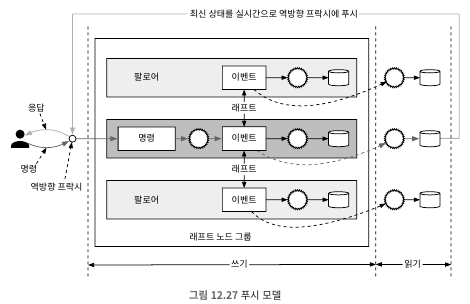 최신 상태를 실시간으로 역방향 프락시에 푸시
팔로어
이벤트
래프트
응답
명령
이벤트
명령
역방향 프락시
래프트
팔로어
이벤트
래프트 노드 그룹
쓰기
읽기
그림 12.27 푸시 모델